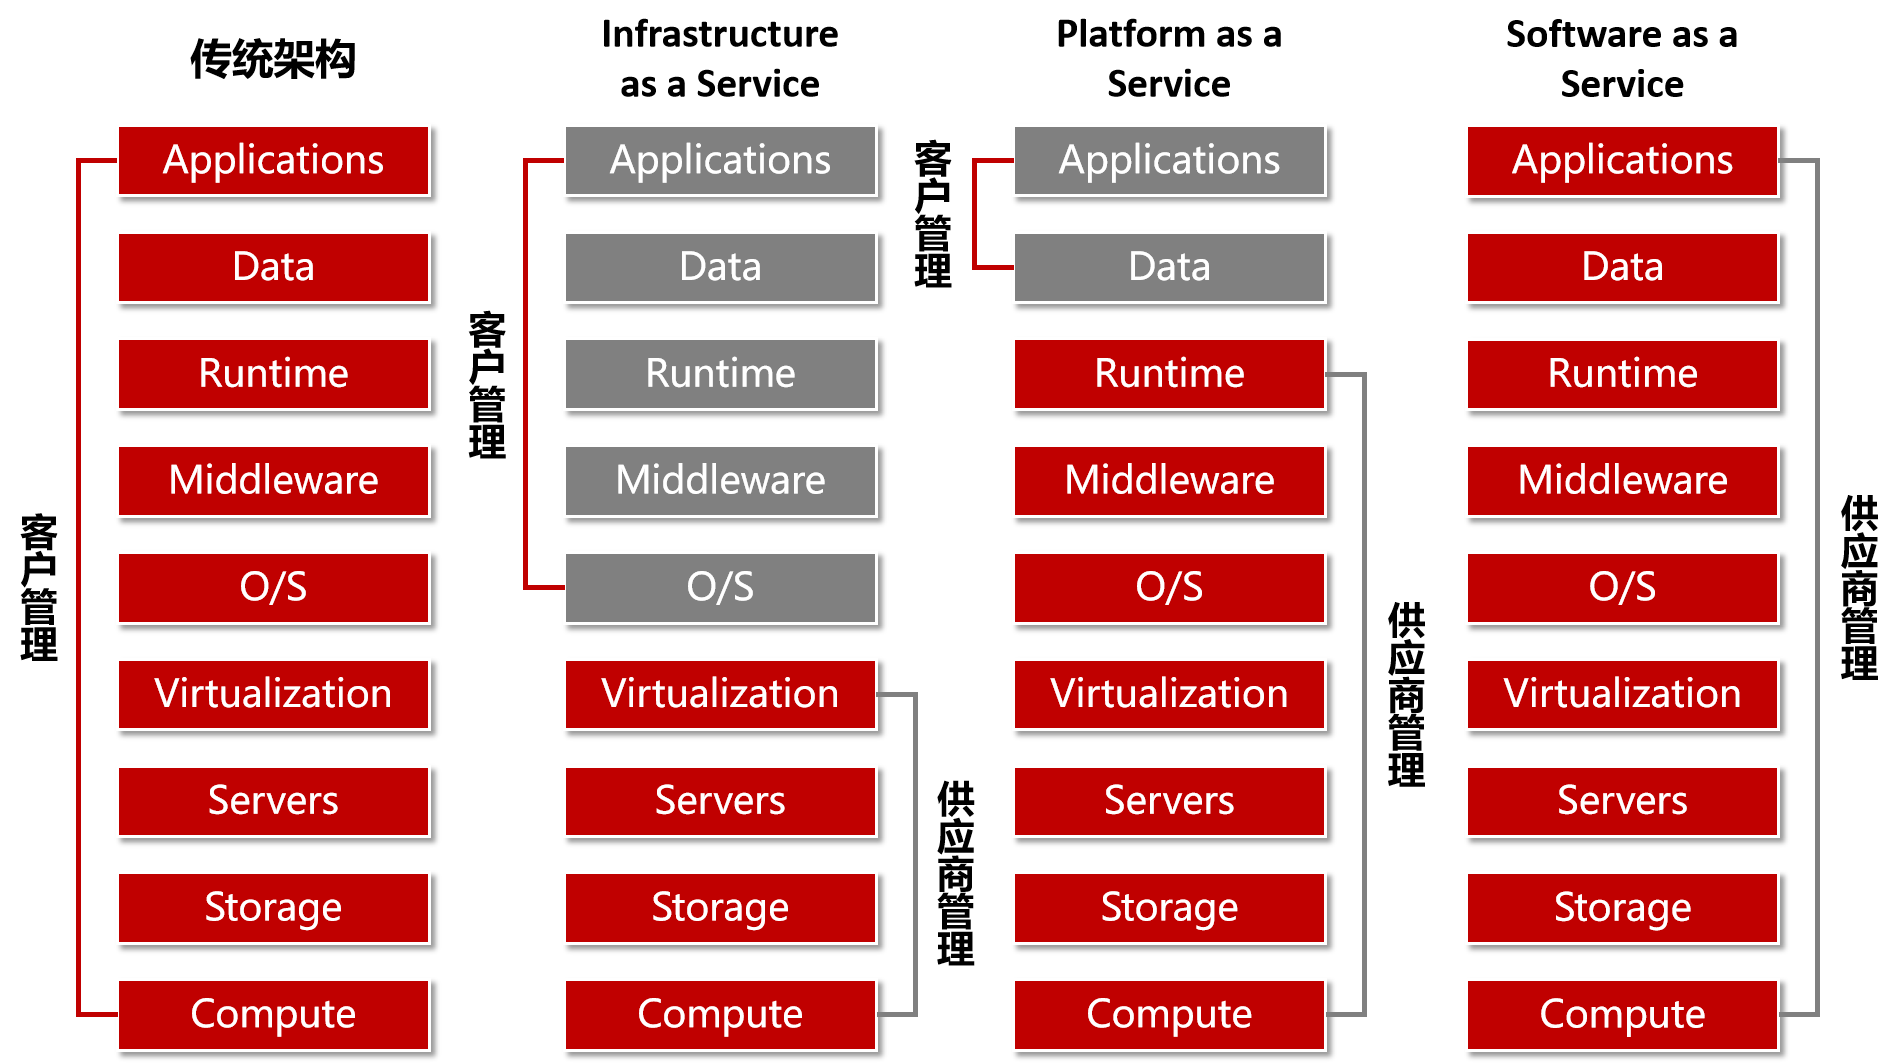 传统架构
Applications
Data
Runtime
Middleware
O/S
Virtualization
Servers
Storage
Compute
客户管理
Infrastructure
as a Service
Applications
Data
Runtime
Middleware
O/S
Virtualization
Servers
Storage
Compute
客户管理
供应商管理
Platform as a
Service
Applications
Data
Runtime
Middleware
O/S
Virtualization
Servers
Storage
Compute
客户管理
供应商管理
Software as a
Service
Applications
Data
Runtime
Middleware
O/S
Virtualization
Servers
Storage
Compute
供应商管理